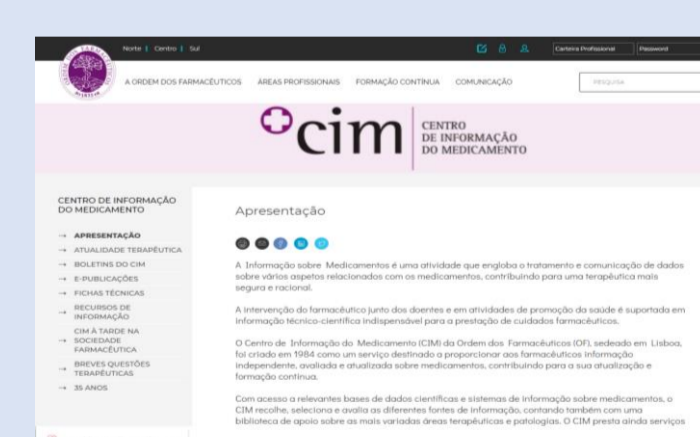 Norte | Centro | Sul
Carteira Profissional
Password
A ORDEM DOS FARMACÊUTICOS
ÁREAS PROFISSIONAIS
FORMAÇÃO CONTÍNUA
COMUNICAÇÃO
PESQUISA
cim
CENTRO
DE INFORMAÇÃO
DO MEDICAMENTO
CENTRO DE INFORMAÇÃO
DO MEDICAMENTO
→ APRESENTAÇÃO
→ ATUALIDADE TERAPÊUTICA
→ BOLETINS DO CIM
→ E-PUBLICAÇÕES
→ FICHAS TÉCNICAS
→ RECURSOS DE
INFORMAÇÃO
CIM À TARDE NA
→ SOCIEDADE
FARMACÊUTICA
→ BREVES QUESTÕES
TERAPÊUTICAS
→ 35 ANOS
Apresentação
A Informação sobre Medicamentos é uma atividade que engloba o tratamento e comunicação de dados
sobre vários aspetos relacionados com os medicamentos, contribuindo para uma terapêutica mais
segura e racional.
A intervenção do farmacêutico junto dos doentes e em atividades de promoção da saúde é suportada em
informação técnico-científica indispensável para a prestação de cuidados farmacêuticos.
O Centro de Informação do Medicamento (CIM) da Ordem dos Farmacêuticos (OF), sedeado em Lisboa,
foi criado em 1984 como um serviço destinado a proporcionar aos farmacêuticos informação
independente, avaliada e atualizada sobre medicamentos, contribuindo para a sua atualização e
formação contínua.
Com acesso a relevantes bases de dados científicas e sistemas de informação sobre medicamentos, o
CIM recolhe, seleciona e avalia as diferentes fontes de informação, contando também com uma
biblioteca de apoio sobre as mais variadas áreas terapêuticas e patologias. O CIM presta ainda serviços